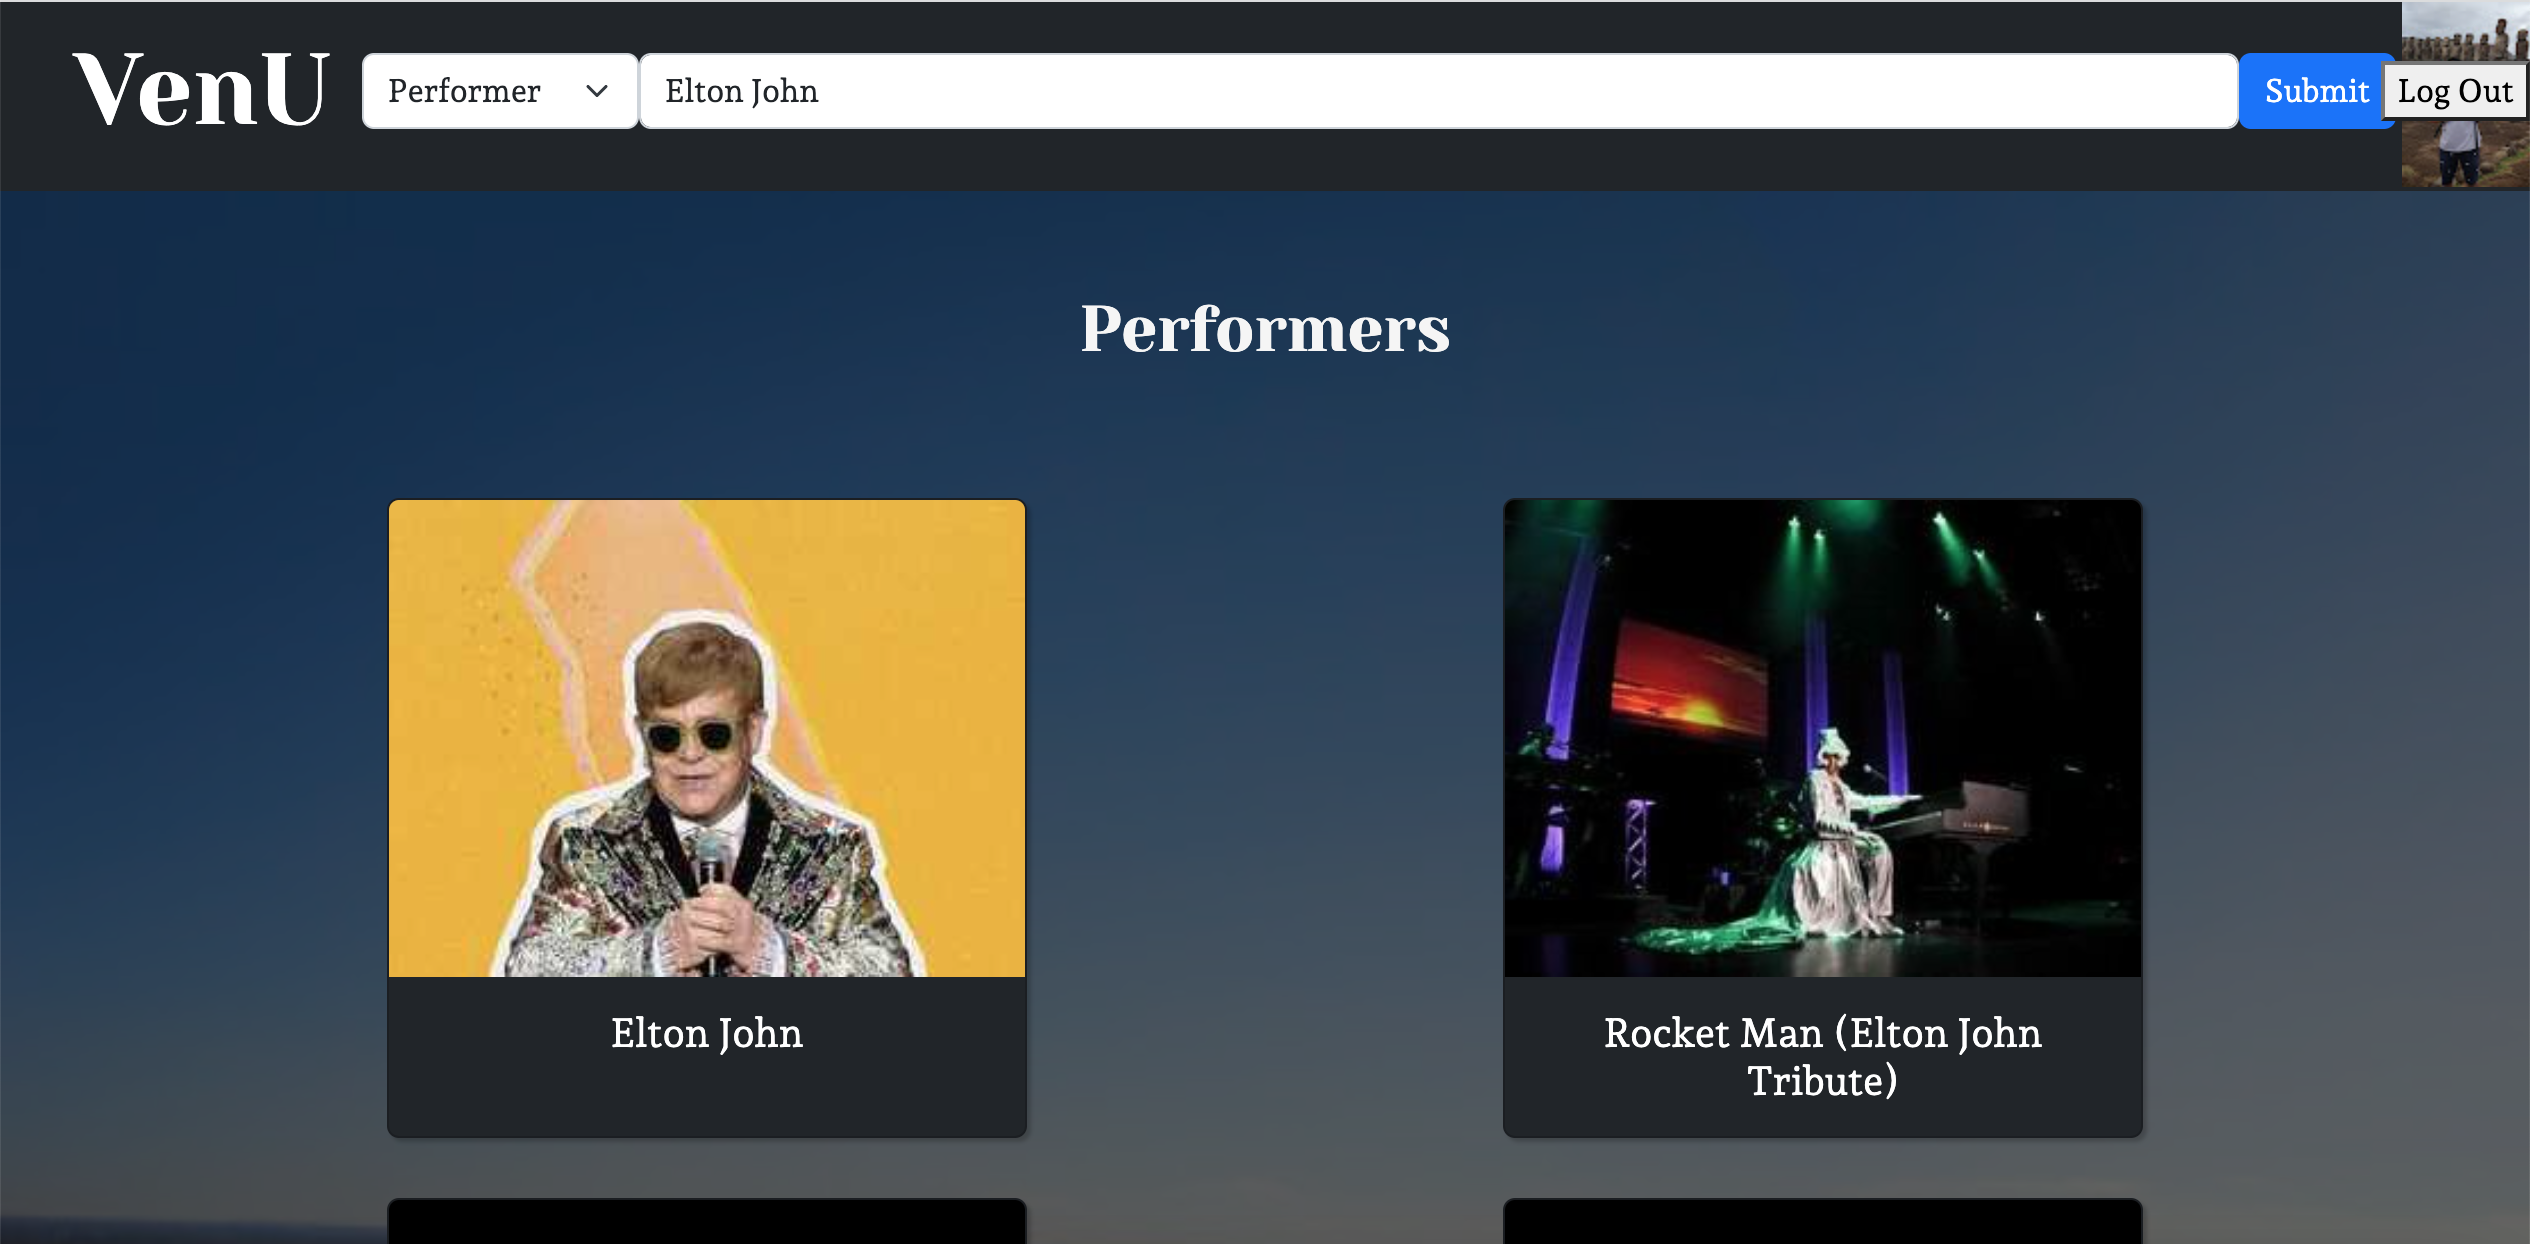 VenU
Performer
Elton John
Submit
Log Out
Performers
Elton John
Rocket Man (Elton John
Tribute)